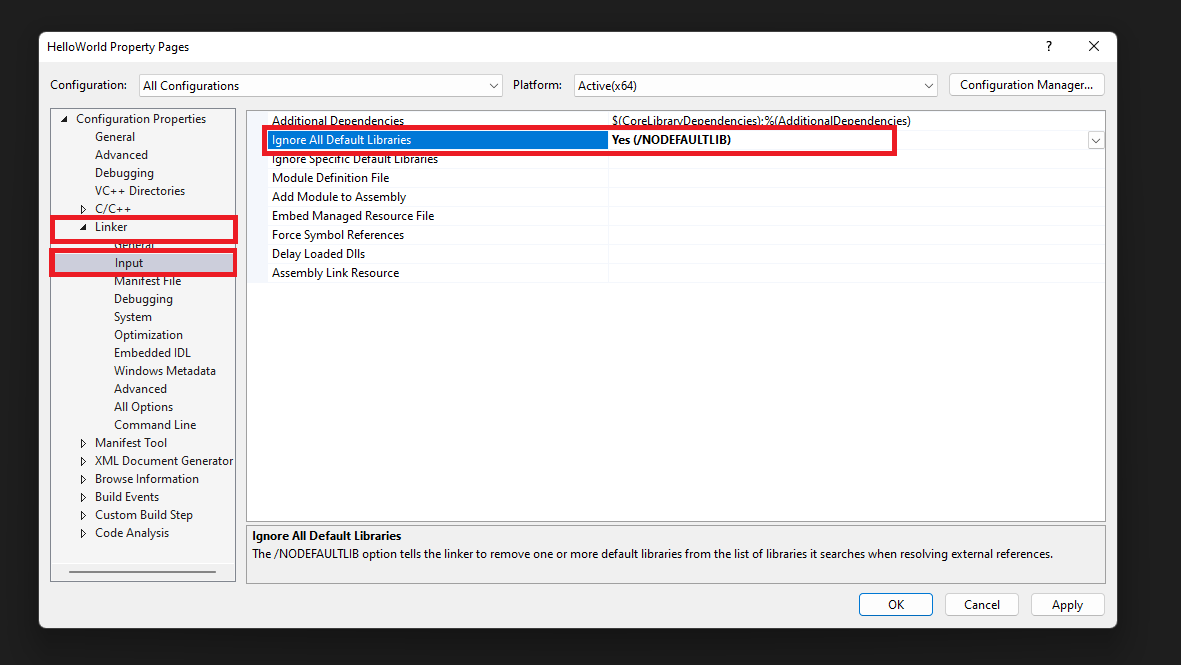 HelloWorld Property Pages
?
Configuration: All Configurations Platform: Active(x64) Configuration Manager...
Configuration Properties
General
Advanced
Debugging
VC++ Directories
C/C++
Linker
General
Input
Manifest File
Debugging
System
Optimization
Embedded IDL
Windows Metadata
Advanced
All Options
Command Line
Manifest Tool
XML Document Generator
Browse Information
Build Events
Custom Build Step
Code Analysis
Additional Dependencies $(CoreLibraryDependencies);%(AdditionalDependencies)
Ignore All Default Libraries Yes (/NODEFAULTLIB)
Ignore Specific Default Libraries
Module Definition File
Add Module to Assembly
Embed Managed Resource File
Force Symbol References
Delay Loaded Dlls
Assembly Link Resource
Ignore All Default Libraries
The /NODEFAULTLIB option tells the linker to remove one or more default libraries from the list of libraries it searches when resolving external references.
OK Cancel Apply